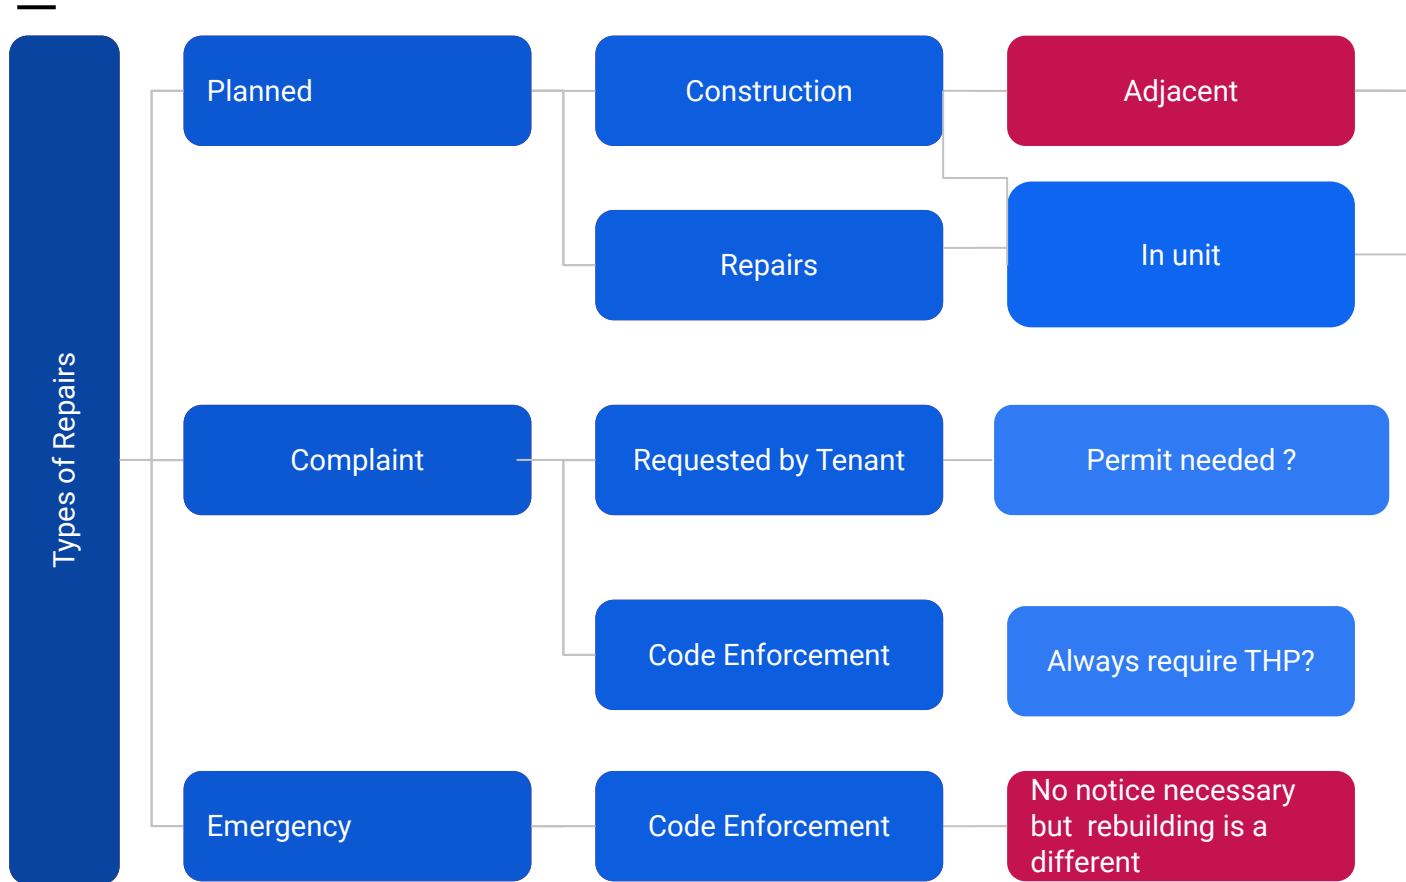 Types of Repairs
Planned
Construction
Adjacent
Repairs
In unit
Complaint
Requested by Tenant
Permit needed ?
Code Enforcement
Always require THP?
Emergency
Code Enforcement
No notice necessary
but  rebuilding is a
different